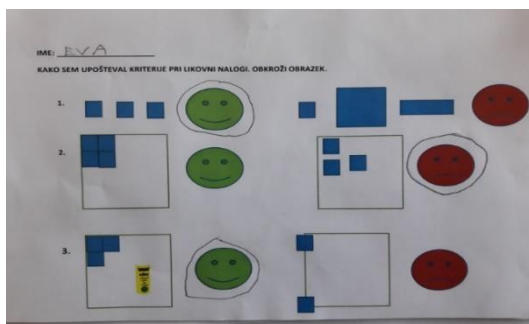 IME: EVA
KAKO SEM UPOŠTEVAL KRITERIJE PRI LIKOVNI NALOGI. OBKROŽI OBRAZEK.
1.
2.
3.